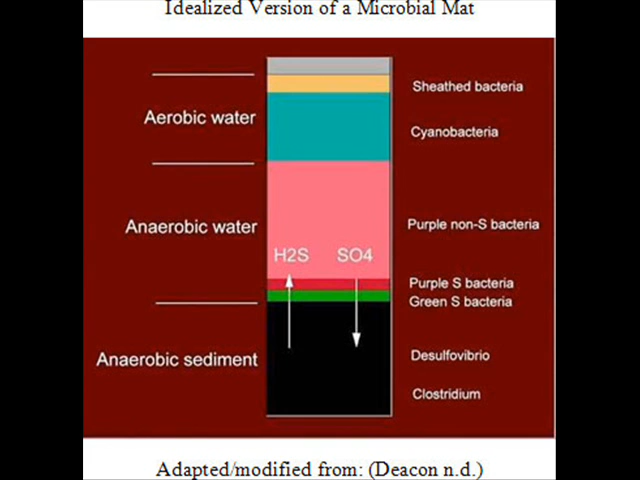 Idealized Version of a Microbial Mat
Sheathed bacteria
Aerobic water
Cyanobacteria
Anaerobic water
Purple non-S bacteria
H2S
SO4
Purple S bacteria
Green S bacteria
Anaerobic sediment
Desulfovibrio
Clostridium
Adapted/modified from: (Deacon n.d.)